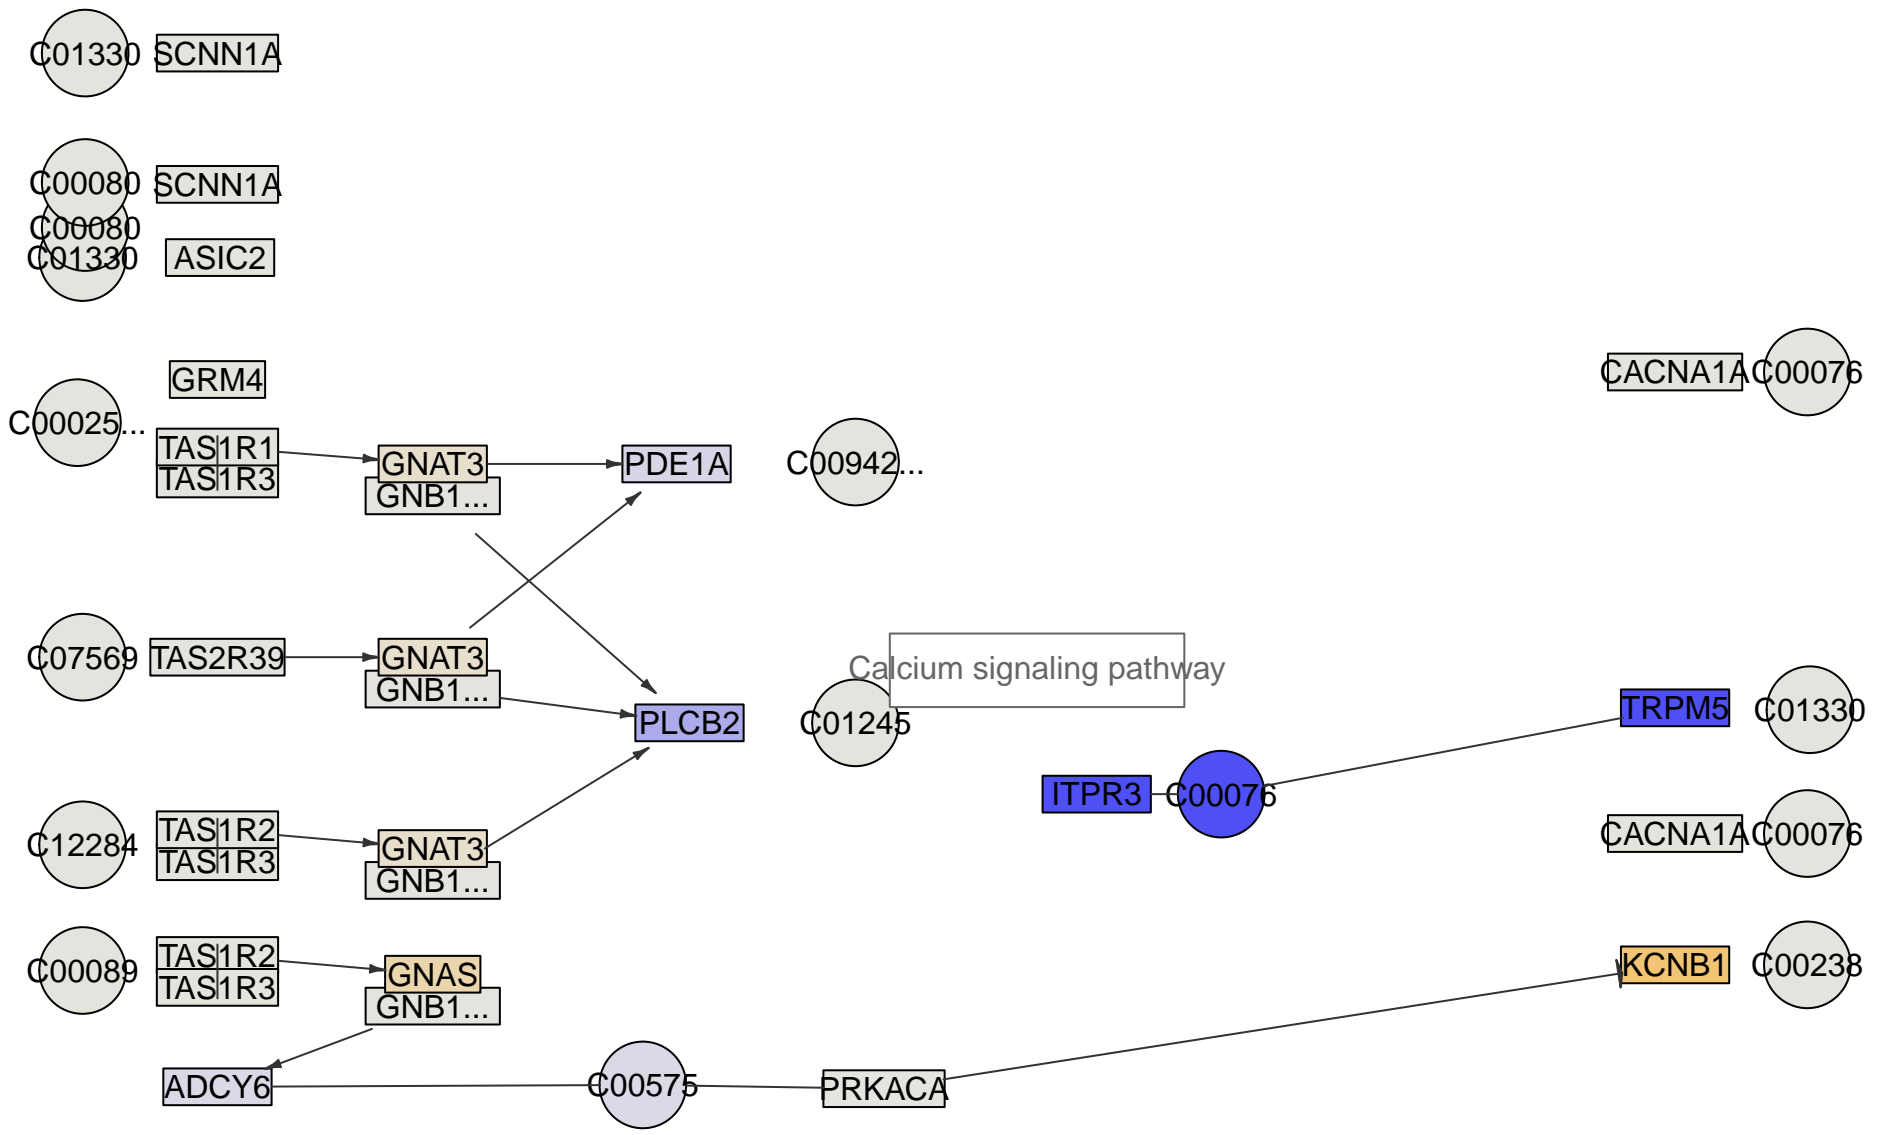 C01330 SCNN1A
C00080 SCNN1A
C00080
C01330 ASIC2
GRM4
CACNA1A C00076
C00025...
TAS1R1
GNAT3 PDE1A C00942...
TAS1R3
GNB1...
C07569 TAS2R39 GNAT3
Calcium signaling pathway
GNB1...
TRPM5 C01330
PLCB2 C01245
ITPR3 C00076
TAS1R2
CACNA1A C00076
C12284
GNAT3
TAS1R3
GNB1...
TAS1R2
KCNB1 C00238
C00089
GNAS
TAS1R3
GNB1...
ADCY6 C00575 PRKACA